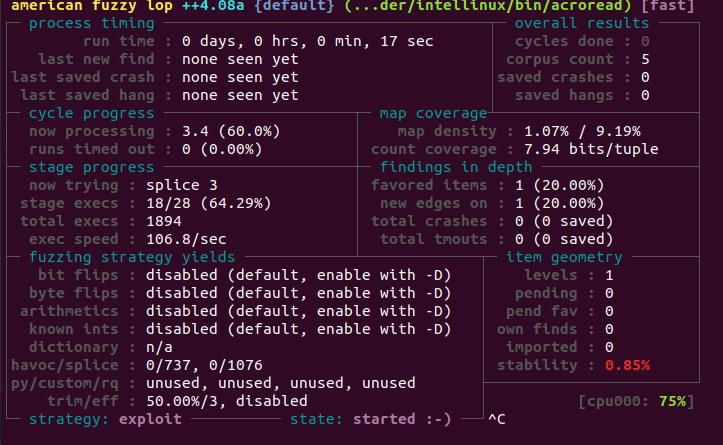 american fuzzy lop ++4.08a {default} (...der/intellinux/bin/acroread) [fast]
process timing overall results
run time : 0 days, 0 hrs, 0 min, 17 sec cycles done : 0
last new find : none seen yet corpus count : 5
last saved crash : none seen yet saved crashes : 0
last saved hang : none seen yet saved hangs : 0
cycle progress map coverage
now processing : 3.4 (60.0%) map density : 1.07% / 9.19%
runs timed out : 0 (0.00%) count coverage : 7.94 bits/tuple
stage progress findings in depth
now trying : splice 3 favored items : 1 (20.00%)
stage execs : 18/28 (64.29%) new edges on : 1 (20.00%)
total execs : 1894 total crashes : 0 (0 saved)
exec speed : 106.8/sec total tmouts : 0 (0 saved)
fuzzing strategy yields item geometry
bit flips : disabled (default, enable with -D) levels : 1
byte flips : disabled (default, enable with -D) pending : 0
arithmetics : disabled (default, enable with -D) pend fav : 0
known ints : disabled (default, enable with -D) own finds : 0
dictionary : n/a imported : 0
havoc/splice : 0/737, 0/1076 stability : 0.85%
py/custom/rq : unused, unused, unused, unused
trim/eff : 50.00%/3, disabled [cpu000: 75%]
strategy: exploit state: started :-) ^C